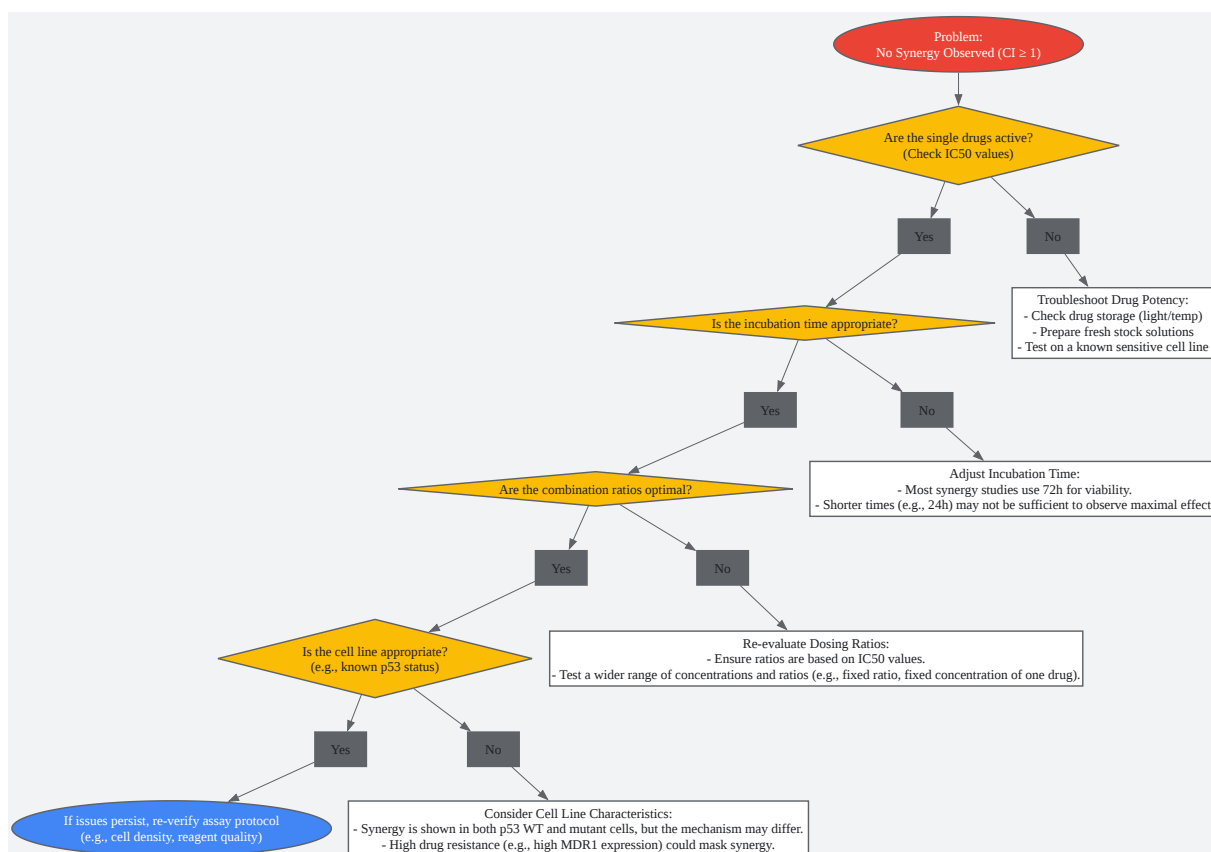 Problem:
No Synergy Observed (CI ≥ 1)
Are the single drugs active?
(Check IC50 values)
Yes
No
Troubleshoot Drug Potency:
- Check drug storage (light/temp)
- Prepare fresh stock solutions
- Test on a known sensitive cell line
Is the incubation time appropriate?
Yes
No
Adjust Incubation Time:
- Most synergy studies use 72h for viability.
- Shorter times (e.g., 24h) may not be sufficient to observe maximal effect
Are the combination ratios optimal?
Yes
No
Re-evaluate Dosing Ratios:
- Ensure ratios are based on IC50 values.
- Test a wider range of concentrations and ratios (e.g., fixed ratio, fixed concentration of one drug).
Is the cell line appropriate?
(e.g., known p53 status)
Yes
No
Consider Cell Line Characteristics:
- Synergy is shown in both p53 WT and mutant cells, but the mechanism may differ.
- High drug resistance (e.g., high MDR1 expression) could mask synergy.
If issues persist, re-verify assay protocol
(e.g., cell density, reagent quality)